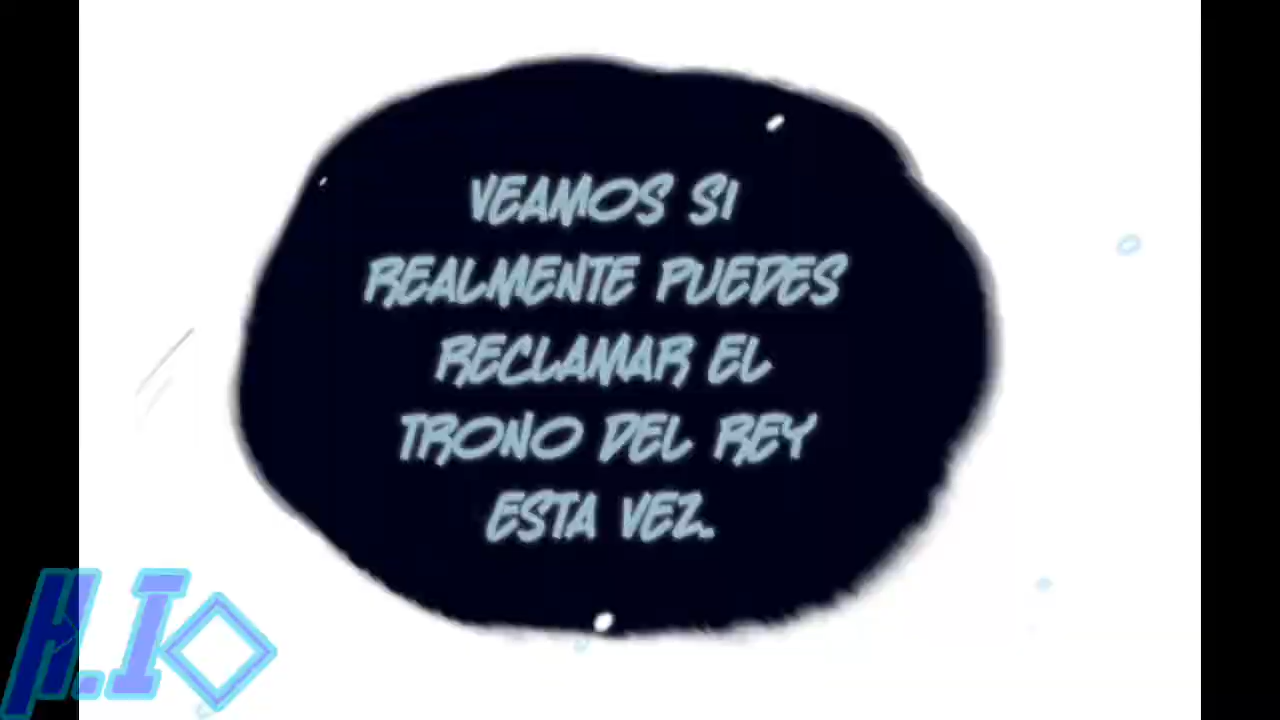 VEAMOS SI
REALMENTE PUEDES
RECLAMAR EL
TRONO DEL REY
ESTA VEZ.
H.I